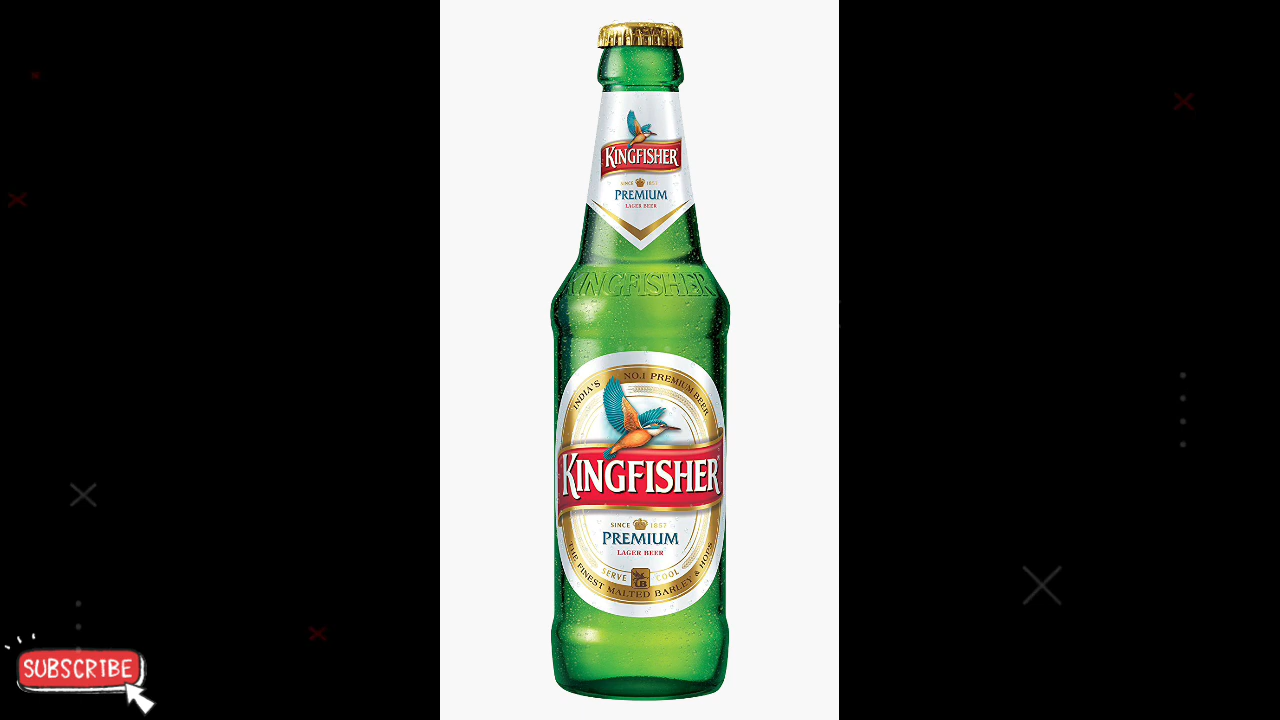 KINGFISHER
SINCE 1857
PREMIUM
LAGER BEER
KINGFISHER
INDIA'S NO.1 PREMIUM BEER
KINGFISHER
SINCE 1857
PREMIUM
LAGER BEER
SERVE COOL
UB
THE FINEST MALTED BARLEY & HOPS
SUBSCRIBE